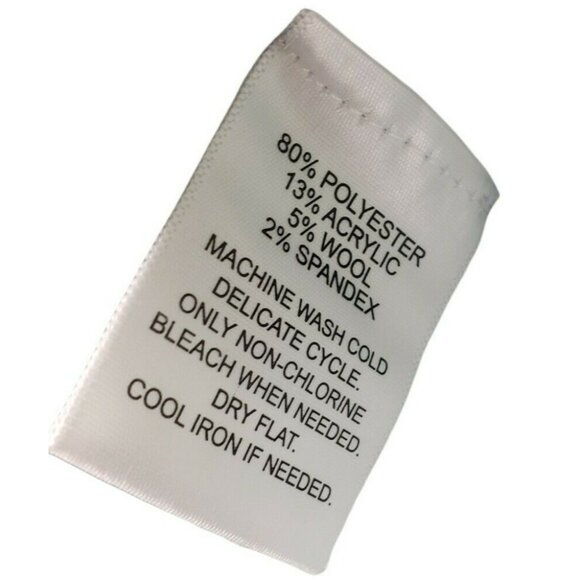 80% POLYESTER
13% ACRYLIC
5% WOOL
2% SPANDEX
MACHINE WASH COLD
DELICATE CYCLE.
ONLY NON-CHLORINE
BLEACH WHEN NEEDED.
DRY FLAT.
COOL IRON IF NEEDED.